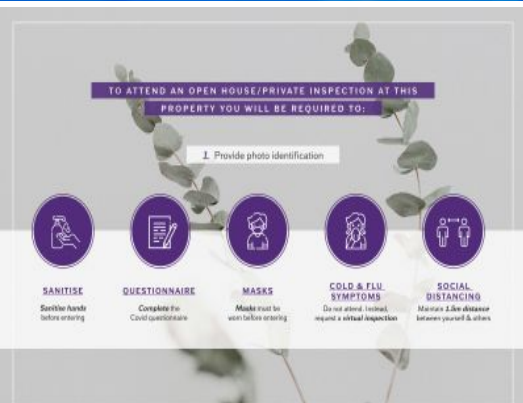 TO ATTEND AN OPEN HOUSE/PRIVATE INSPECTION AT THIS
PROPERTY YOU WILL BE REQUIRED TO:
1. Provide photo identification
SANITISE
Sanitise hands
before entering
QUESTIONNAIRE
Complete the
Covid questionnaire
MASKS
Masks must be
worn before entering
COLD & FLU
SYMPTOMS
Do not attend. Instead,
request a virtual inspection
SOCIAL
DISTANCING
Maintain 1.5m distance
between yourself & others